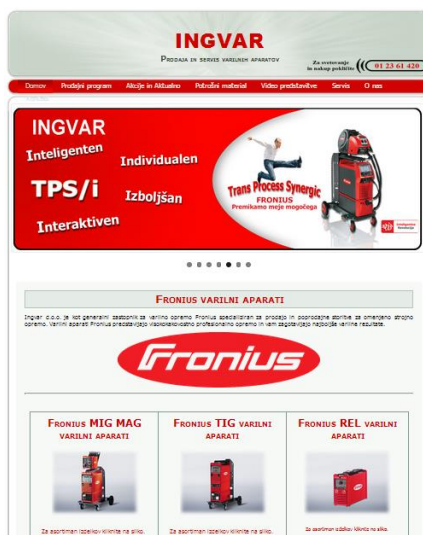 INGVAR
Prodaja in servis varilnih aparatov
Za svetovanje
in nakup pokličite
01 23 61 420
Domov Prodajni program Akcije in Aktualno Potrošni material Video predstavitve Servis O nas
INGVAR
Inteligenten
Individualen
TPS/i
Izboljšan
Interaktiven
Trans Process Synergic
FRONIUS
Premikamo meje mogočega
Fronius varilni aparati
Ingvar d.o.o. je kot generalni zastopnik za varilno opremo Fronius specializiran za prodajo in poprodajne storitve za omenjeno strojno
opremo. Varilni aparati Fronius predstavljajo visokokakovostno profesionalno opremo in vam zagotavljajo najboljše varilne rezultate.
Fronius
Fronius MIG MAG
varilni aparati
Fronius TIG varilni
aparati
Fronius REL varilni
aparati
Za asortiman izdelkov kliknite na sliko.
Za asortiman izdelkov kliknite na sliko.
Za asortiman izdelkov kliknite na sliko.